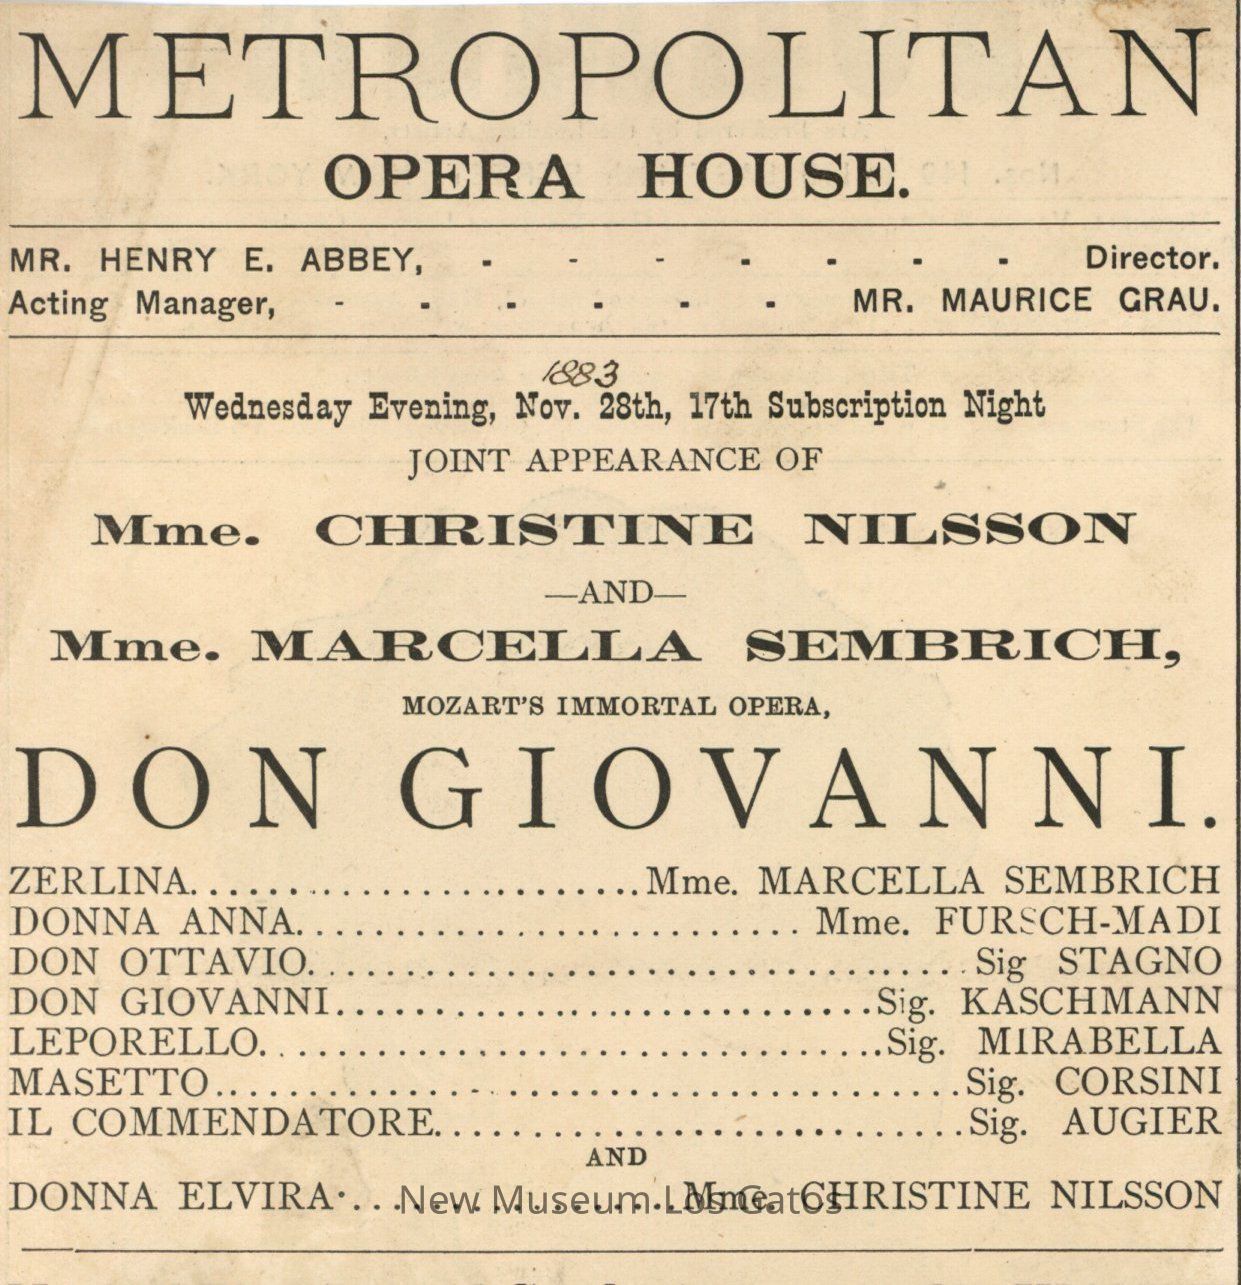 METROPOLITAN
OPERA HOUSE.
MR. HENRY E. ABBEY, - - - - - - - Director.
Acting Manager, - - - - - - MR. MAURICE GRAU.
1883
Wednesday Evening, Nov. 28th, 17th Subscription Night
JOINT APPEARANCE OF
Mme. CHRISTINE NILSSON
—AND—
Mme. MARCELLA SEMBRICH,
MOZART'S IMMORTAL OPERA,
DON GIOVANNI.
ZERLINA..........................Mme. MARCELLA SEMBRICH
DONNA ANNA.......................... Mme. FURSCH-MADI
DON OTTAVIO.................................Sig STAGNO
DON GIOVANNI...........................Sig. KASCHMANN
LEPORELLO...............................Sig. M1RABELLA
MASETTO......................................Sig. CORSINI
IL COMMENDATORE...........................Sig. AUGIER
AND
DONNA ELVIRA..................Mme. CHRISTINE NILSSON
New Museum Los Gatos